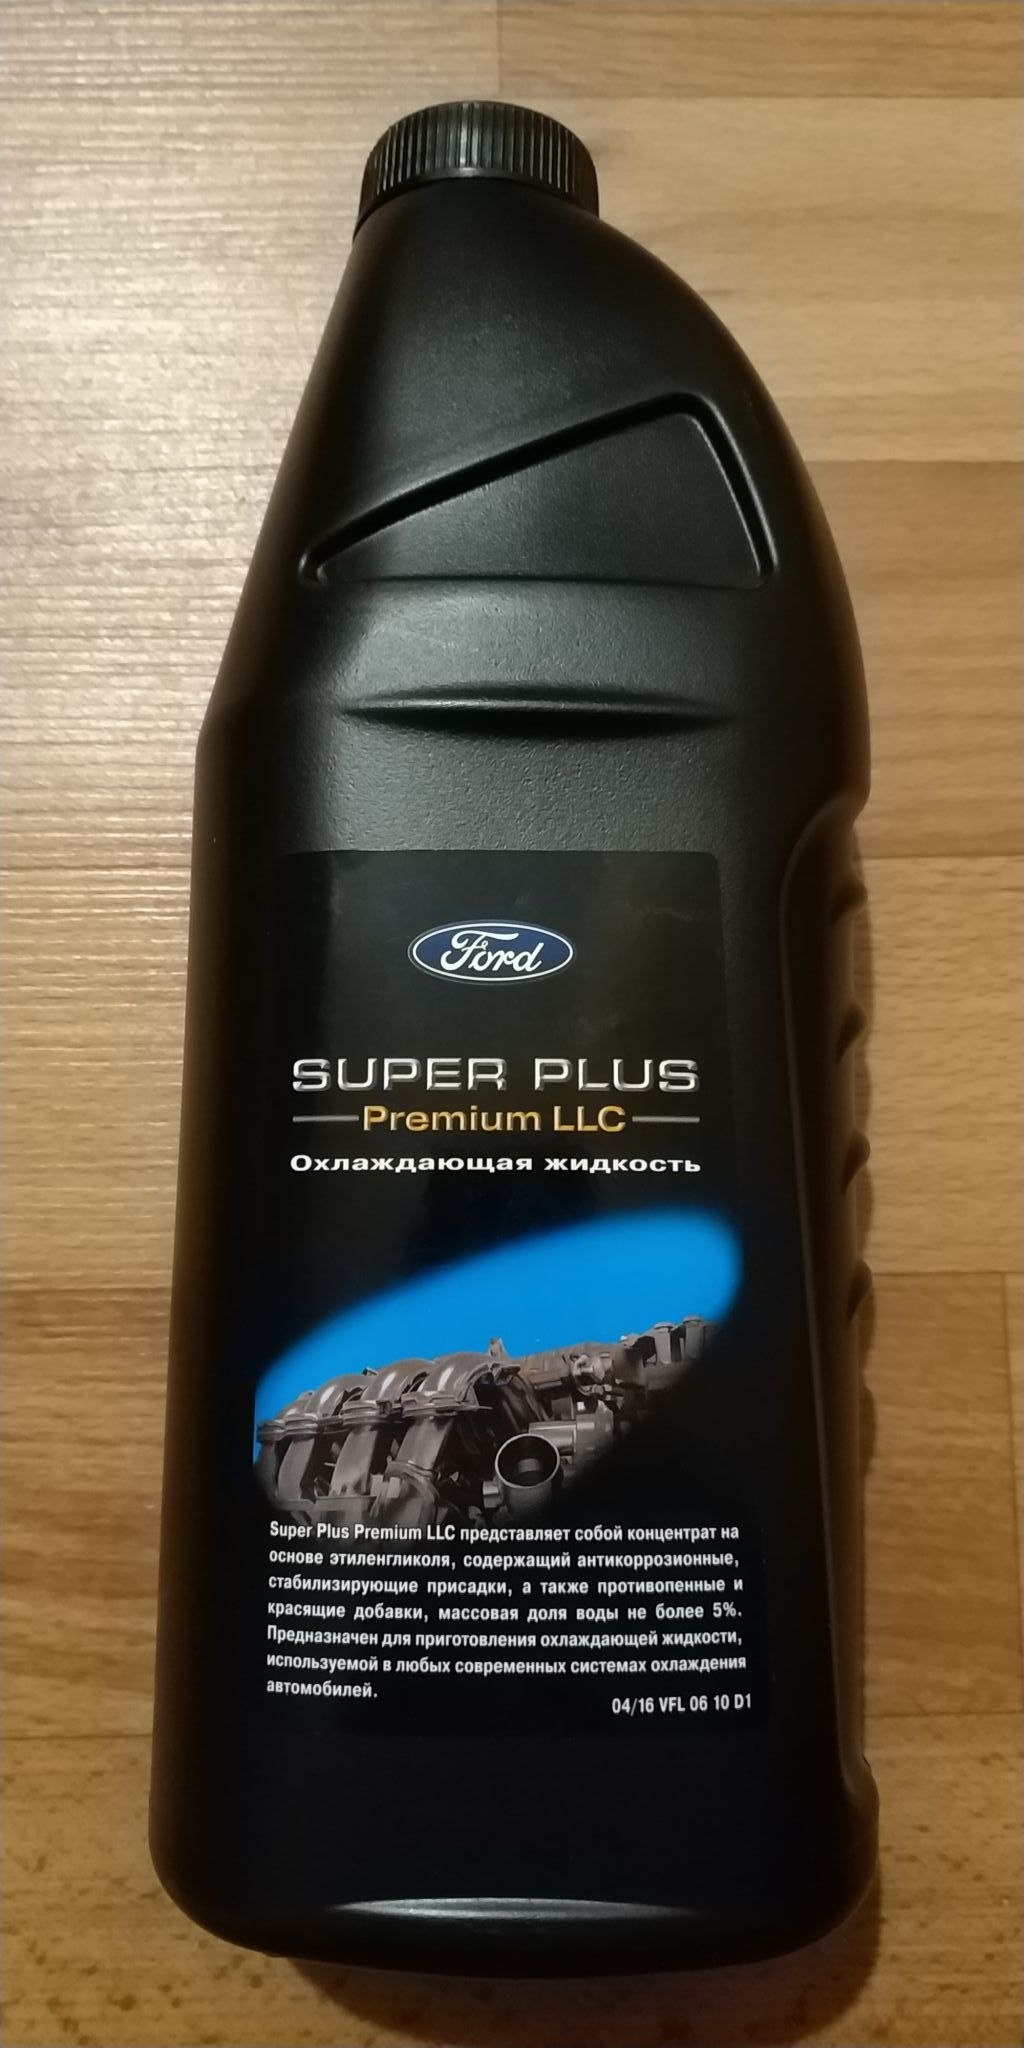 Ford
SUPER PLUS
Premium LLC
Охлаждающая жидкость
Super Plus Premium LLC представляет собой концентрат на
основе этиленгликоля, содержащий антикоррозионные,
стабилизирующие присадки, а также противопенные и
красящие добавки, массовая доля воды не более 5%.
Предназначен для приготовления охлаждающей жидкости,
используемой в любых современных системах охлаждения
автомобилей.
04/16 VFL 06 10 D1